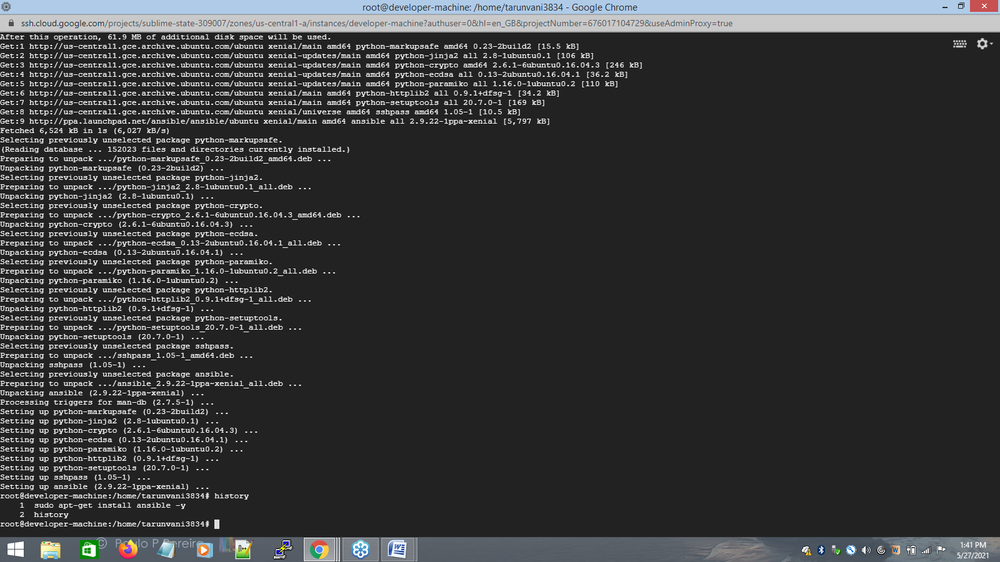 root@developer-machine: /home/tarunvani3834 - Google Chrome
ssh.cloud.google.com/projects/sublime-state-309007/zones/us-central1-a/instances/developer-machine?authuser=0&hl=en_GB&projectNumber=676017104729&useAdminProxy=true
After this operation, 61.9 MB of additional disk space will be used.
Get:1 http://us-central1.gce.archive.ubuntu.com/ubuntu xenial/main amd64 python-markupsafe amd64 0.23-2build2 [15.5 kB]
Get:2 http://us-central1.gce.archive.ubuntu.com/ubuntu xenial-updates/main amd64 python-jinja2 all 2.8-1ubuntu0.1 [106 kB]
Get:3 http://us-central1.gce.archive.ubuntu.com/ubuntu xenial-updates/main amd64 python-crypto amd64 2.6.1-6ubuntu0.16.04.3 [246 kB]
Get:4 http://us-central1.gce.archive.ubuntu.com/ubuntu xenial-updates/main amd64 python-ecdsa all 0.13-2ubuntu0.16.04.1 [36.2 kB]
Get:5 http://us-central1.gce.archive.ubuntu.com/ubuntu xenial-updates/main amd64 python-paramiko all 1.16.0-1ubuntu0.2 [110 kB]
Get:6 http://us-central1.gce.archive.ubuntu.com/ubuntu xenial/main amd64 python-httplib2 all 0.9.1+dfsg-1 [34.2 kB]
Get:7 http://us-central1.gce.archive.ubuntu.com/ubuntu xenial/main amd64 python-setuptools all 20.7.0-1 [169 kB]
Get:8 http://us-central1.gce.archive.ubuntu.com/ubuntu xenial/universe amd64 sshpass amd64 1.05-1 [10.5 kB]
Get:9 http://ppa.launchpad.net/ansible/ansible/ubuntu xenial/main amd64 ansible all 2.9.22-1ppa~xenial [5,797 kB]
Fetched 6,524 kB in 1s (6,027 kB/s)
Selecting previously unselected package python-markupsafe.
(Reading database ... 152023 files and directories currently installed.)
Preparing to unpack .../python-markupsafe_0.23-2build2_amd64.deb ...
Unpacking python-markupsafe (0.23-2build2) ...
Selecting previously unselected package python-jinja2.
Preparing to unpack .../python-jinja2_2.8-1ubuntu0.1_all.deb ...
Unpacking python-jinja2 (2.8-1ubuntu0.1) ...
Selecting previously unselected package python-crypto.
Preparing to unpack .../python-crypto_2.6.1-6ubuntu0.16.04.3_amd64.deb ...
Unpacking python-crypto (2.6.1-6ubuntu0.16.04.3) ...
Selecting previously unselected package python-ecdsa.
Preparing to unpack .../python-ecdsa_0.13-2ubuntu0.16.04.1_all.deb ...
Unpacking python-ecdsa (0.13-2ubuntu0.16.04.1) ...
Selecting previously unselected package python-paramiko.
Preparing to unpack .../python-paramiko_1.16.0-1ubuntu0.2_all.deb ...
Unpacking python-paramiko (1.16.0-1ubuntu0.2) ...
Selecting previously unselected package python-httplib2.
Preparing to unpack .../python-httplib2_0.9.1+dfsg-1_all.deb ...
Unpacking python-httplib2 (0.9.1+dfsg-1) ...
Selecting previously unselected package python-setuptools.
Preparing to unpack .../python-setuptools_20.7.0-1_all.deb ...
Unpacking python-setuptools (20.7.0-1) ...
Selecting previously unselected package sshpass.
Preparing to unpack .../sshpass_1.05-1_amd64.deb ...
Unpacking sshpass (1.05-1) ...
Selecting previously unselected package ansible.
Preparing to unpack .../ansible_2.9.22-1ppa~xenial_all.deb ...
Unpacking ansible (2.9.22-1ppa~xenial) ...
Processing triggers for man-db (2.7.5-1) ...
Setting up python-markupsafe (0.23-2build2) ...
Setting up python-jinja2 (2.8-1ubuntu0.1) ...
Setting up python-crypto (2.6.1-6ubuntu0.16.04.3) ...
Setting up python-ecdsa (0.13-2ubuntu0.16.04.1) ...
Setting up python-paramiko (1.16.0-1ubuntu0.2) ...
Setting up python-httplib2 (0.9.1+dfsg-1) ...
Setting up python-setuptools (20.7.0-1) ...
Setting up sshpass (1.05-1) ...
Setting up ansible (2.9.22-1ppa~xenial) ...
root@developer-machine:/home/tarunvani3834# history
1 sudo apt-get install ansible -y
2 history
root@developer-machine:/home/tarunvani3834#
© Paulo P Pereira
1:41 PM
5/27/2021